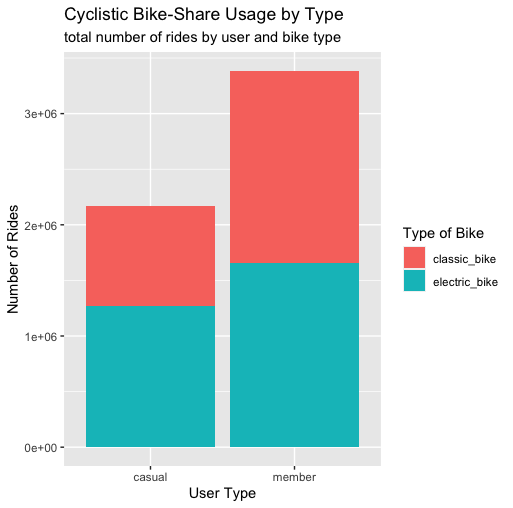 Cyclistic Bike-Share Usage by Type
total number of rides by user and bike type
Number of Rides
3e+06
2e+06
1e+06
0e+00
casual
member
User Type
Type of Bike
classic_bike
electric_bike